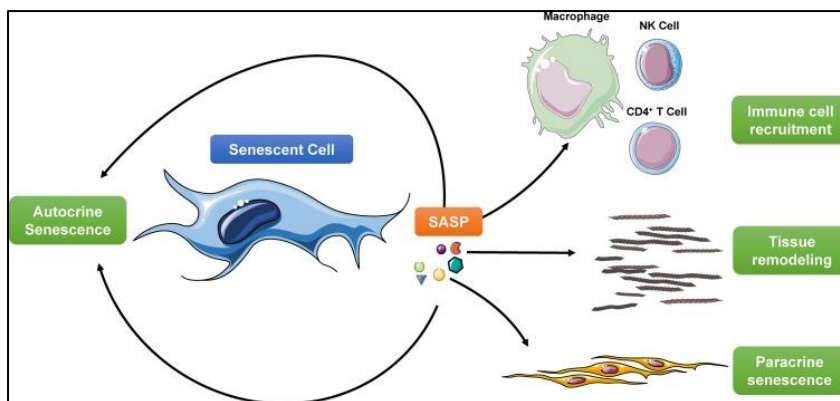 Macrophage
NK Cell
CD4⁺ T Cell
Immune cell
recruitment
Senescent Cell
Autocrine
Senescence
SASP
Tissue
remodeling
Paracrine
senescence